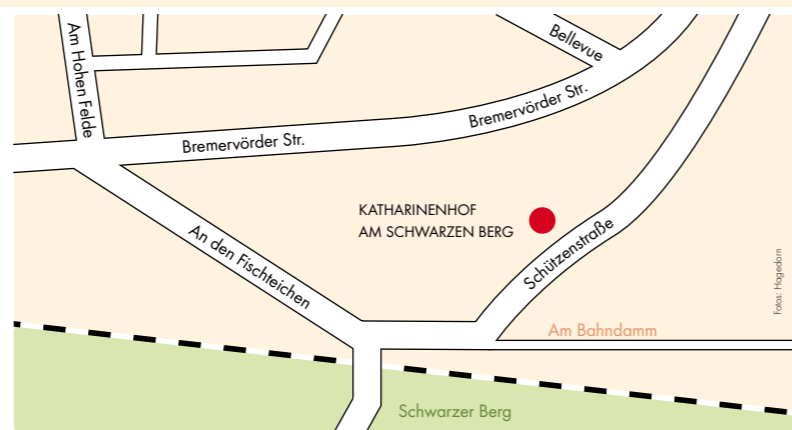 Bellevue
Am Hohen Felde
Bremervörder Str.
Bremervörder Str.
KATHARINENHOF
AM SCHWARZEN BERG
An den Fischteichen
Schützenstraße
Fotos: Hagedorn
Am Bahndamm
Schwarzer Berg